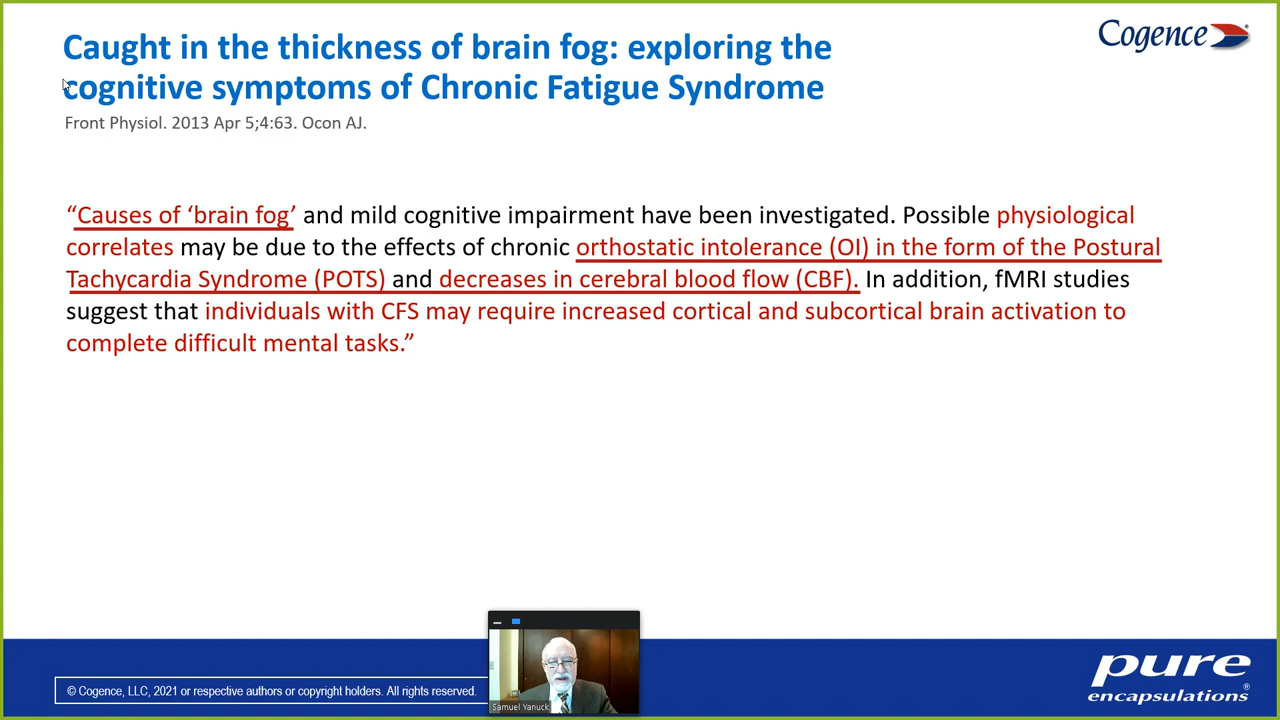 Caught in the thickness of brain fog: exploring the
cognitive symptoms of Chronic Fatigue Syndrome
Cogence
Front Physiol. 2013 Apr 5;4:63. Ocon AJ.
“Causes of ‘brain fog’ and mild cognitive impairment have been investigated. Possible physiological
correlates may be due to the effects of chronic orthostatic intolerance (OI) in the form of the Postural
Tachycardia Syndrome (POTS) and decreases in cerebral blood flow (CBF). In addition, fMRI studies
suggest that individuals with CFS may require increased cortical and subcortical brain activation to
complete difficult mental tasks.”
© Cogence, LLC, 2021 or respective authors or copyright holders. All rights reserved.
Samuel Yanuck
pure
encapsulations®